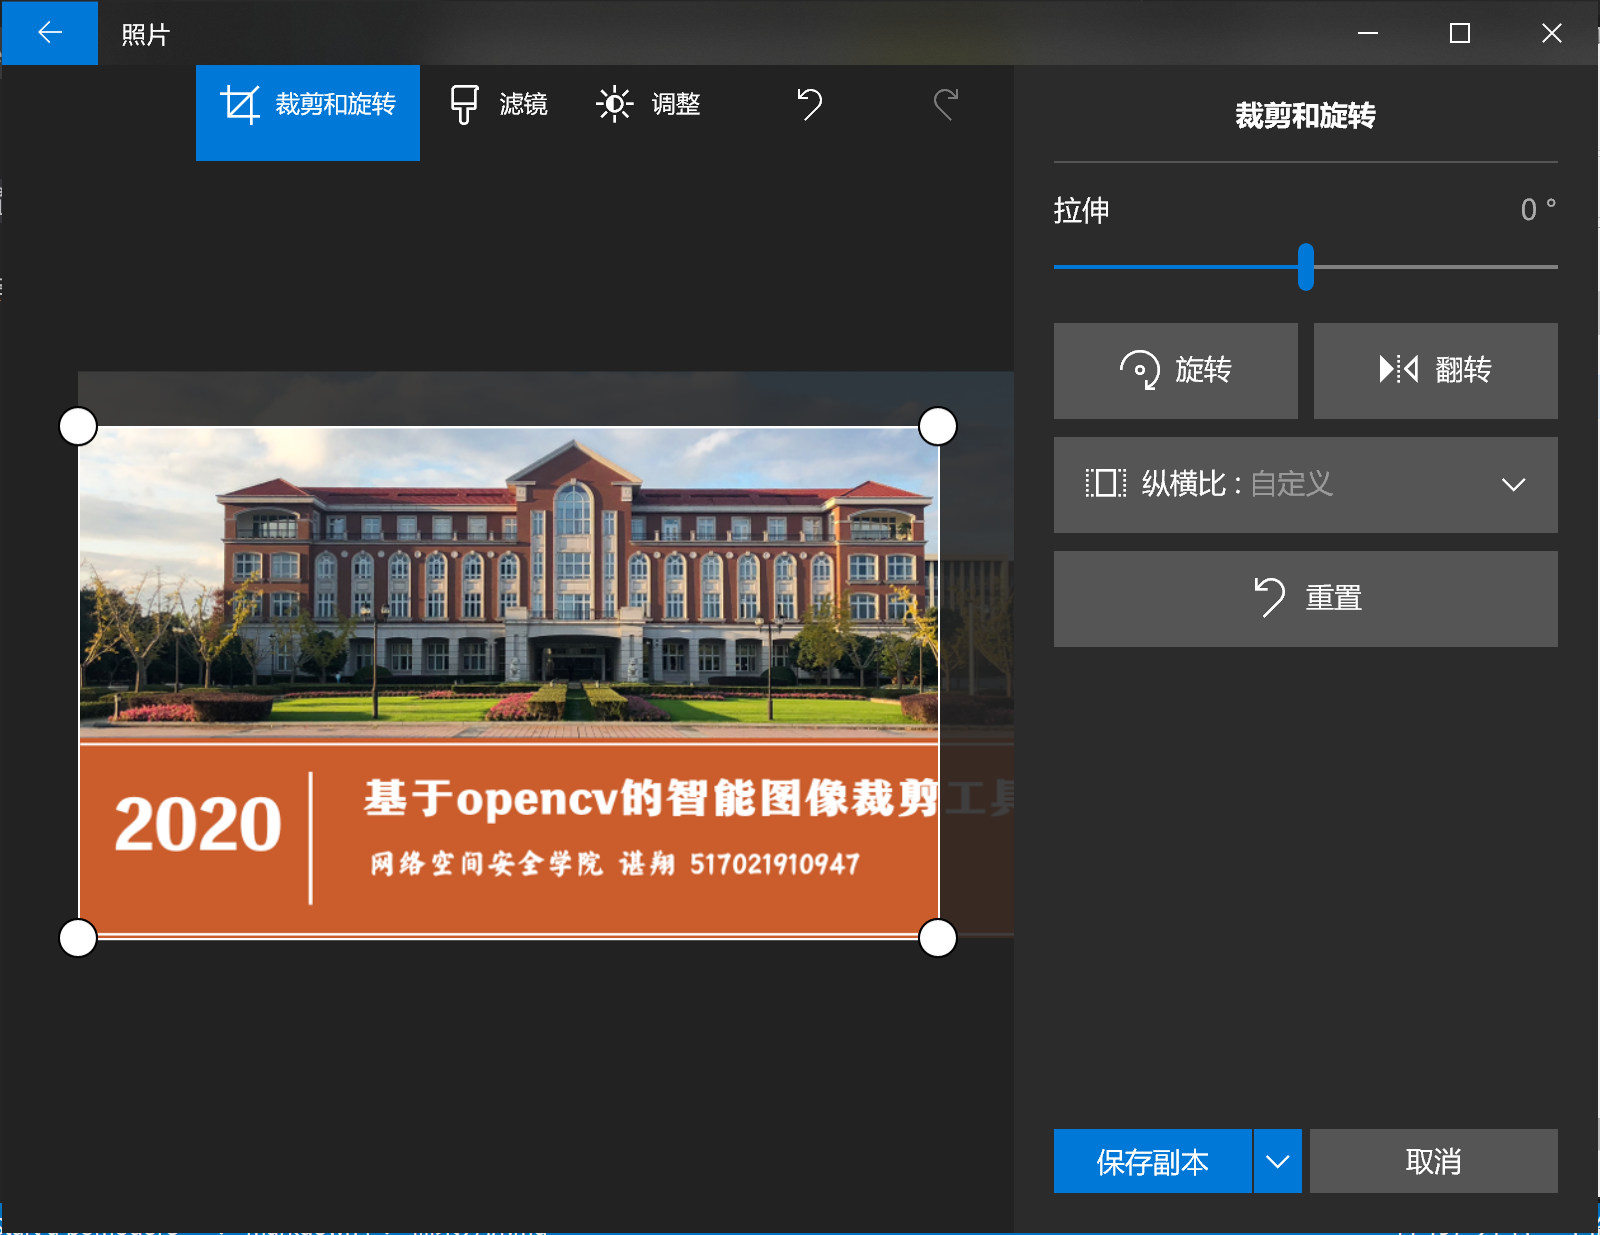 照片
裁剪和旋转 滤镜 调整
裁剪和旋转
拉伸 0 °
旋转 翻转
纵横比：自定义
重置
2020
基于opencv的智能图像裁剪工具
网络空间安全学院 谌翔 517021910947
保存副本 取消